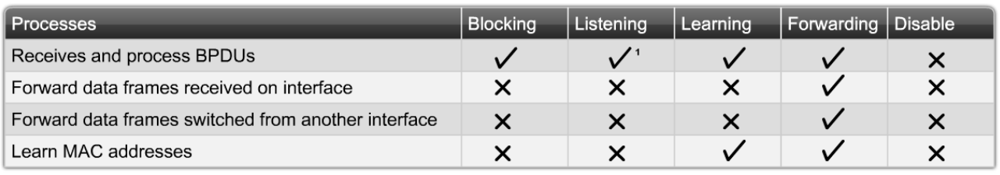 Processes Blocking Listening Learning Forwarding Disable
Receives and process BPDUs ✓ ✓¹ ✓ ✓ ✕
Forward data frames received on interface ✕ ✕ ✕ ✓ ✕
Forward data frames switched from another interface ✕ ✕ ✕ ✓ ✕
Learn MAC addresses ✕ ✕ ✓ ✓ ✕